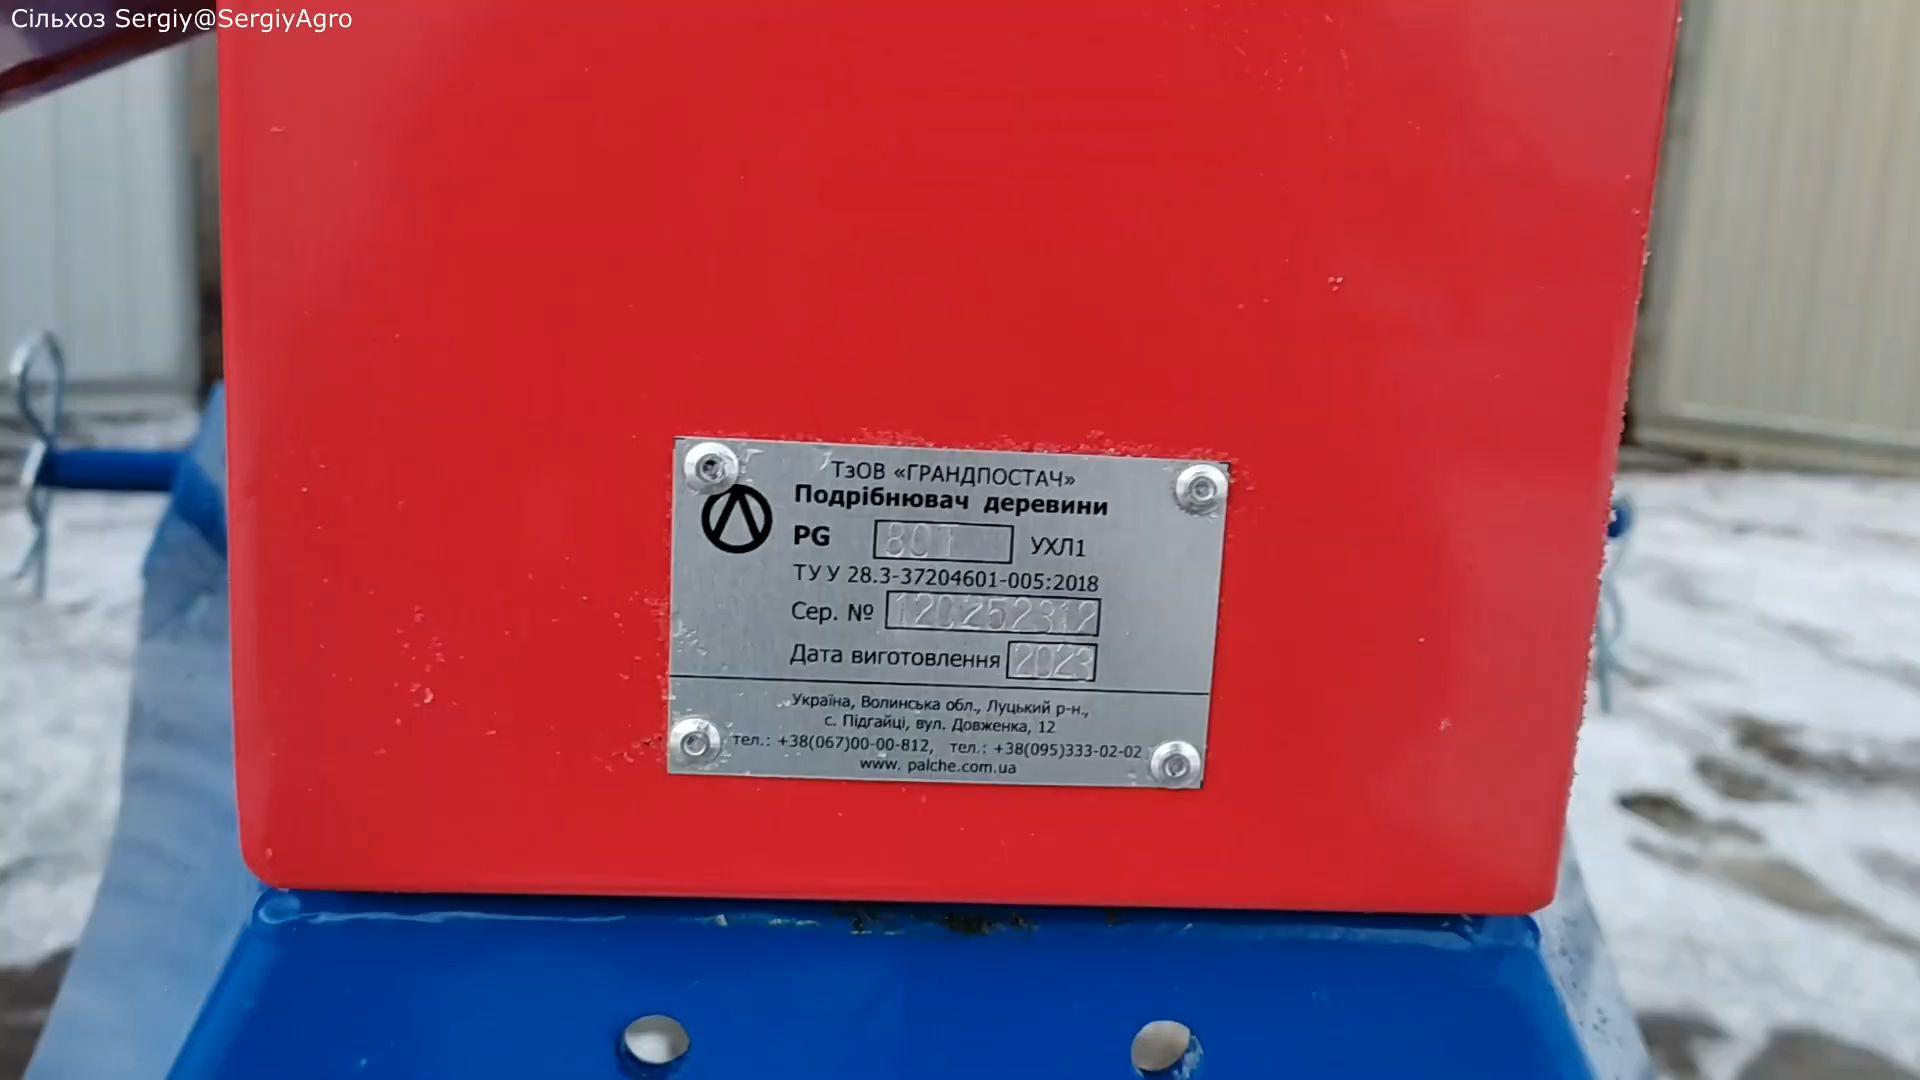 Сільхоз Sergiy@SergiyAgro
ТзОВ «ГРАНДПОСТАЧ»
Подрібнювач деревини
PG 80Т УХЛ1
ТУ У 28.3-37204601-005:2018
Сер. № 120252312
Дата виготовлення 2023
Україна, Волинська обл., Луцький р-н.,
с. Підгайці, вул. Довженка, 12
тел.: +38(067)00-00-812, тел.: +38(095)333-02-02
www. palche.com.ua